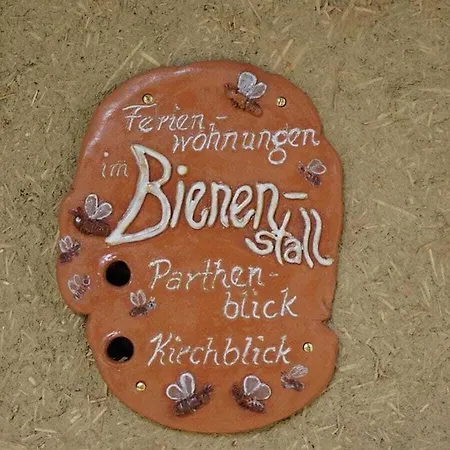 Ferien-
wohnungen
im Bienen-
stall
Parthen-
blick
Kirchblick